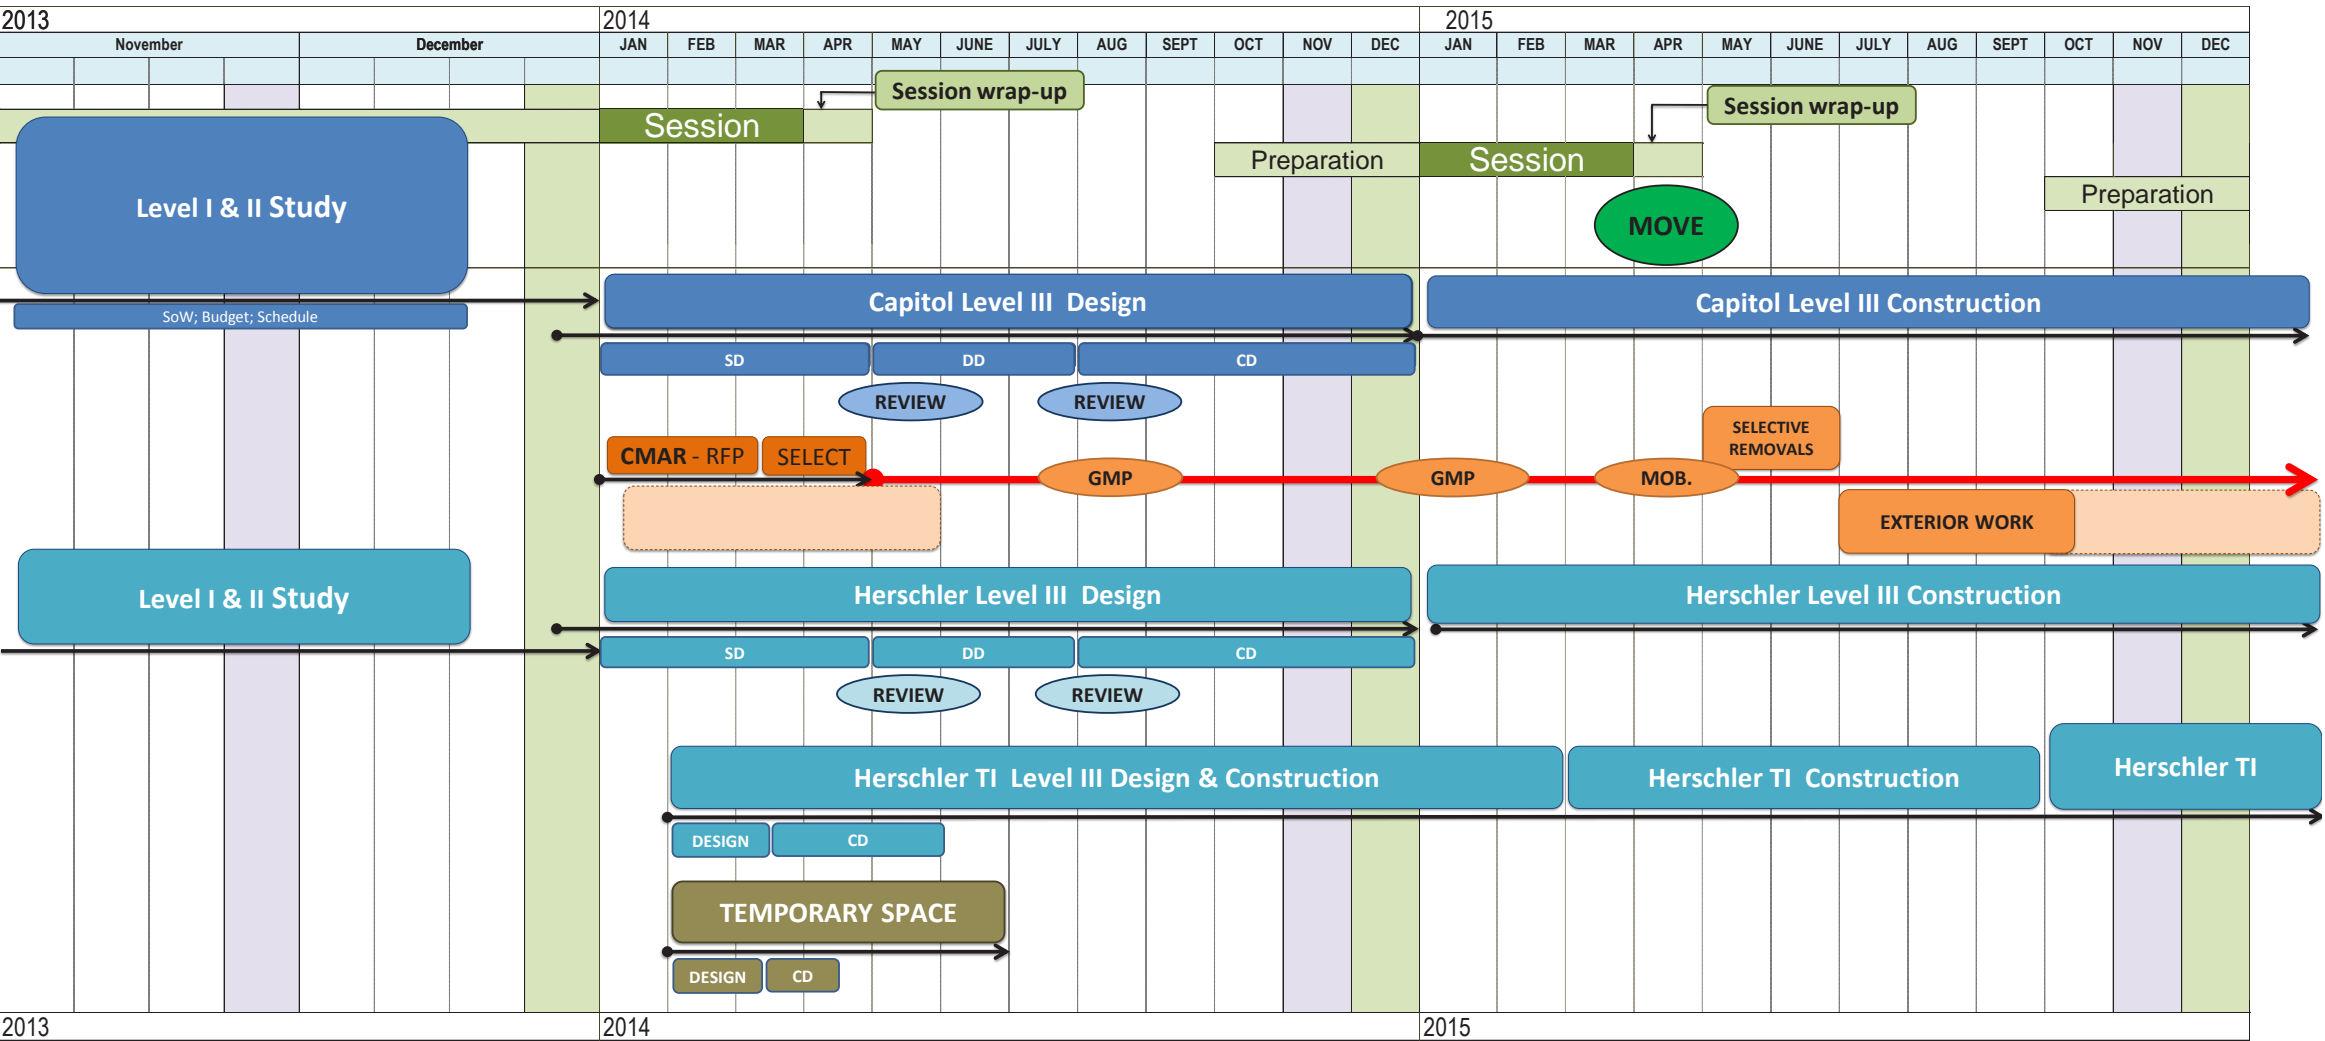 2013
2014
2015
November
December
JAN
FEB
MAR
APR
MAY
JUNE
JULY
AUG
SEPT
OCT
NOV
DEC
JAN
FEB
MAR
APR
MAY
JUNE
JULY
AUG
SEPT
OCT
NOV
DEC
Session wrap-up
Session wrap-up
Session
Preparation
Session
Preparation
Level I & II Study
MOVE
Capitol Level III Design
Capitol Level III Construction
SoW; Budget; Schedule
SD
DD
CD
REVIEW
REVIEW
SELECTIVE
REMOVALS
CMAR - RFP
SELECT
GMP
GMP
MOB.
EXTERIOR WORK
Level I & II Study
Herschler Level III Design
Herschler Level III Construction
SD
DD
CD
REVIEW
REVIEW
Herschler TI Level III Design & Construction
Herschler TI Construction
Herschler TI
DESIGN
CD
TEMPORARY SPACE
DESIGN
CD
2013
2014
2015